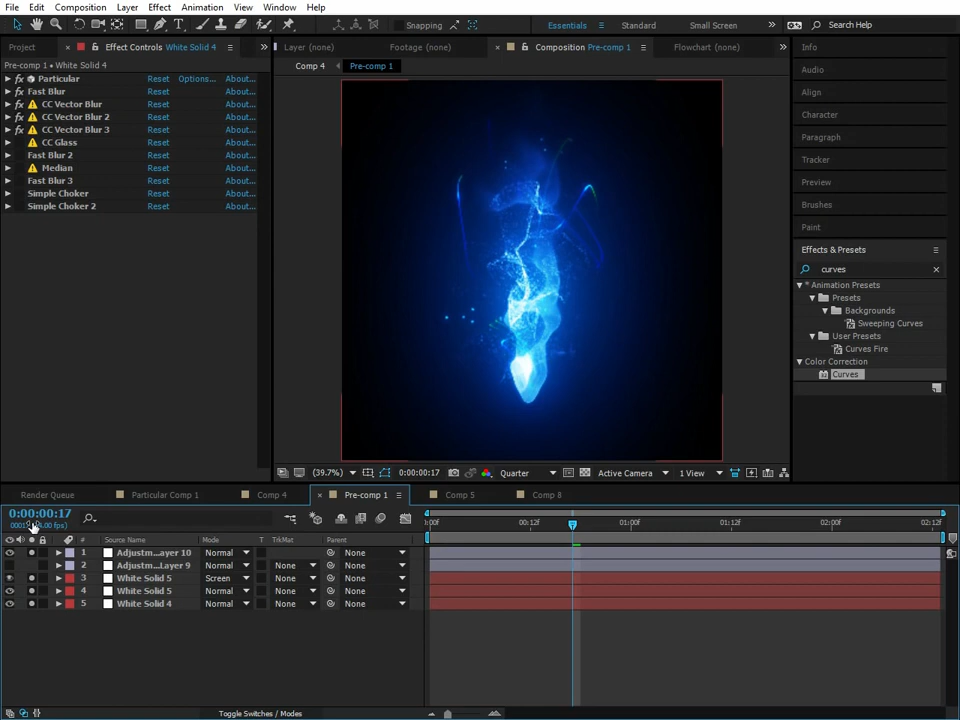 File Edit Composition Layer Effect Animation View Window Help
Snapping Essentials Standard Small Screen Search Help
Project Effect Controls White Solid 4 Layer (none) Footage (none) Composition Pre-comp 1 Flowchart (none) Info
Pre-comp 1 • White Solid 4 Comp 4 Pre-comp 1
Audio
fx Particular Reset Options... About...
fx Fast Blur Reset About...
Align
fx CC Vector Blur Reset About...
Character
fx CC Vector Blur 2 Reset About...
fx CC Vector Blur 3 Reset About...
Paragraph
CC Glass Reset About...
Fast Blur 2 Reset About...
Tracker
Median Reset About...
Fast Blur 3 Reset About...
Preview
Simple Choker Reset About...
Simple Choker 2 Reset About...
Brushes
Paint
Effects & Presets
curves
* Animation Presets
Presets
Backgrounds
Sweeping Curves
User Presets
Curves Fire
Color Correction
Curves
(39.7%) 0:00:00:17 Quarter Active Camera 1 View
Render Queue Particular Comp 1 Comp 4 Pre-comp 1 Comp 5 Comp 8
0:00:00:17
:00f 00:12f 01:00f 01:12f 02:00f 02:12f
# Source Name Mode T TrkMat Parent
1 Adjustm...ayer 10 Normal None
2 Adjustm...Layer 9 Normal None None
3 White Solid 5 Screen None None
4 White Solid 5 Normal None None
5 White Solid 4 Normal None None
Toggle Switches / Modes